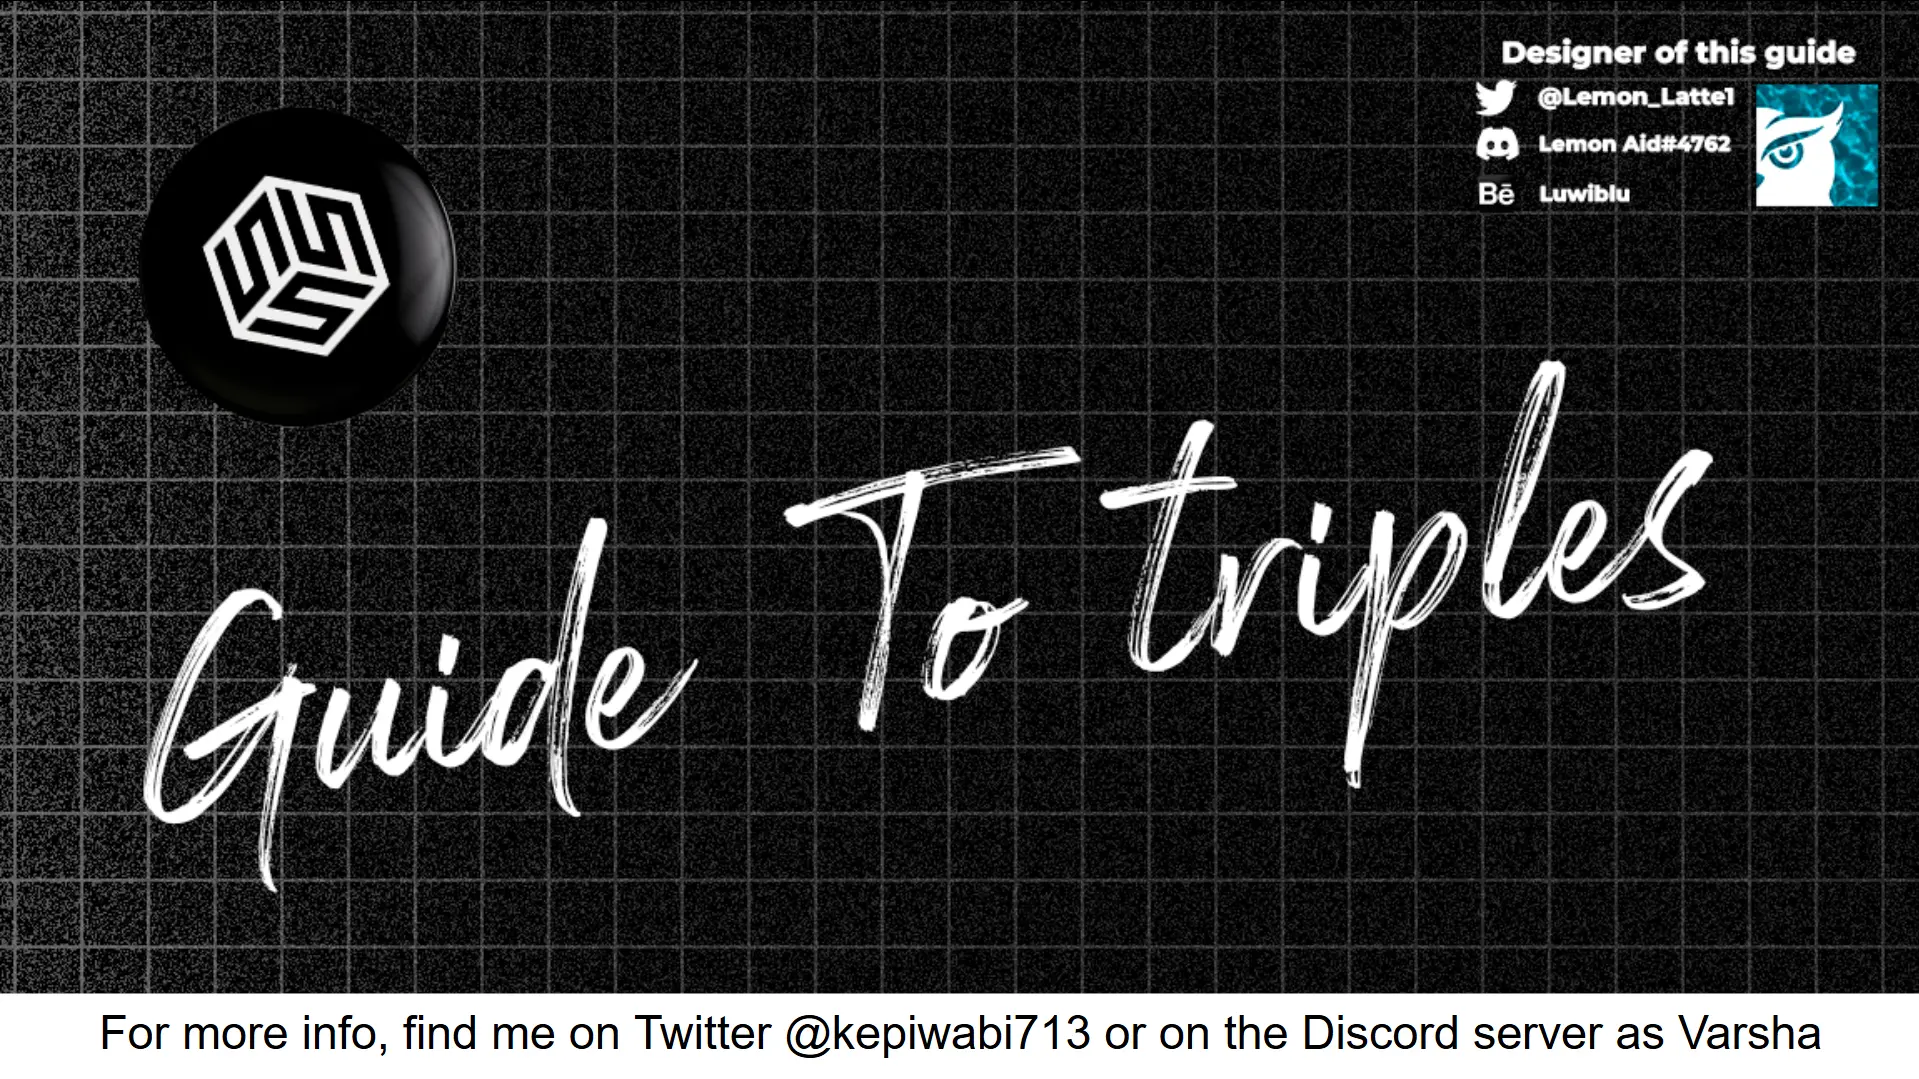 Designer of this guide
@Lemon_Latte1
Lemon Aid#4762
Bē Luwiblu
Guide To triples
For more info, find me on Twitter @kepiwabi713 or on the Discord server as Varsha